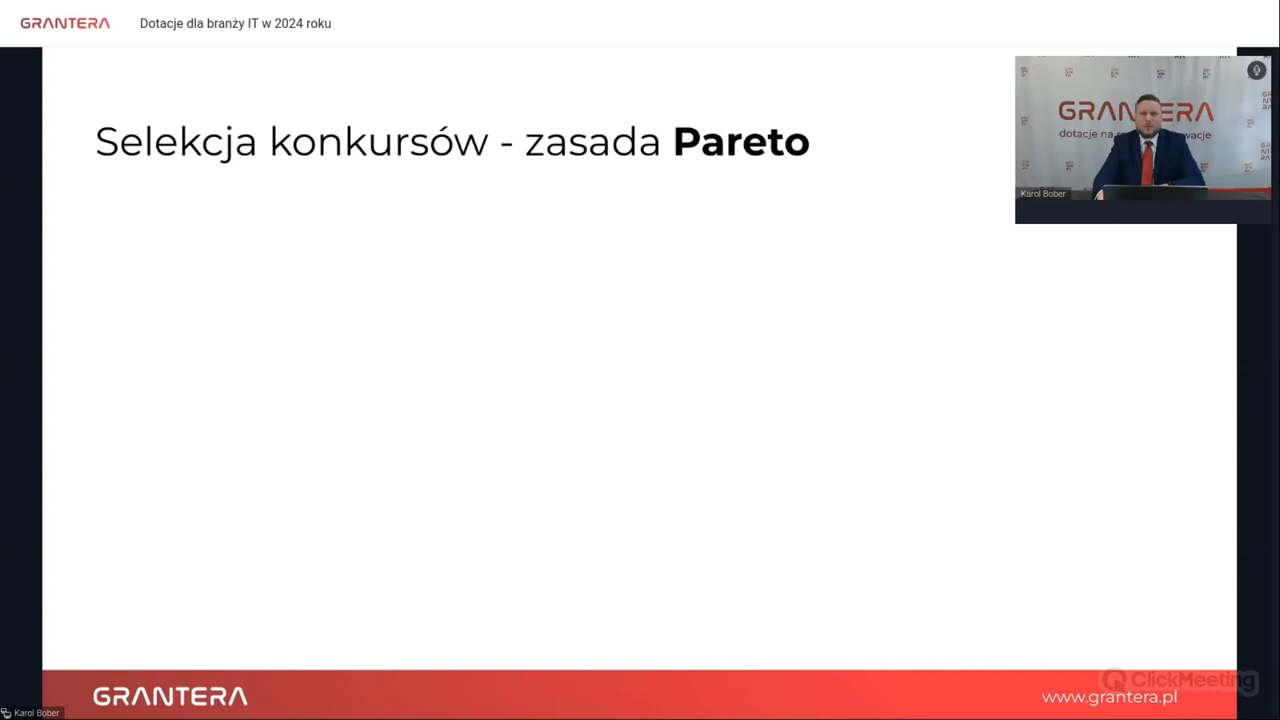 GRANTERA
Dotacje dla branży IT w 2024 roku
Selekcja konkursów - zasada Pareto
GRANTERA
dotacje na
wacje
Karol Bober
GRANTERA
www.grantera.pl
ClickMeeting
Karol Bober